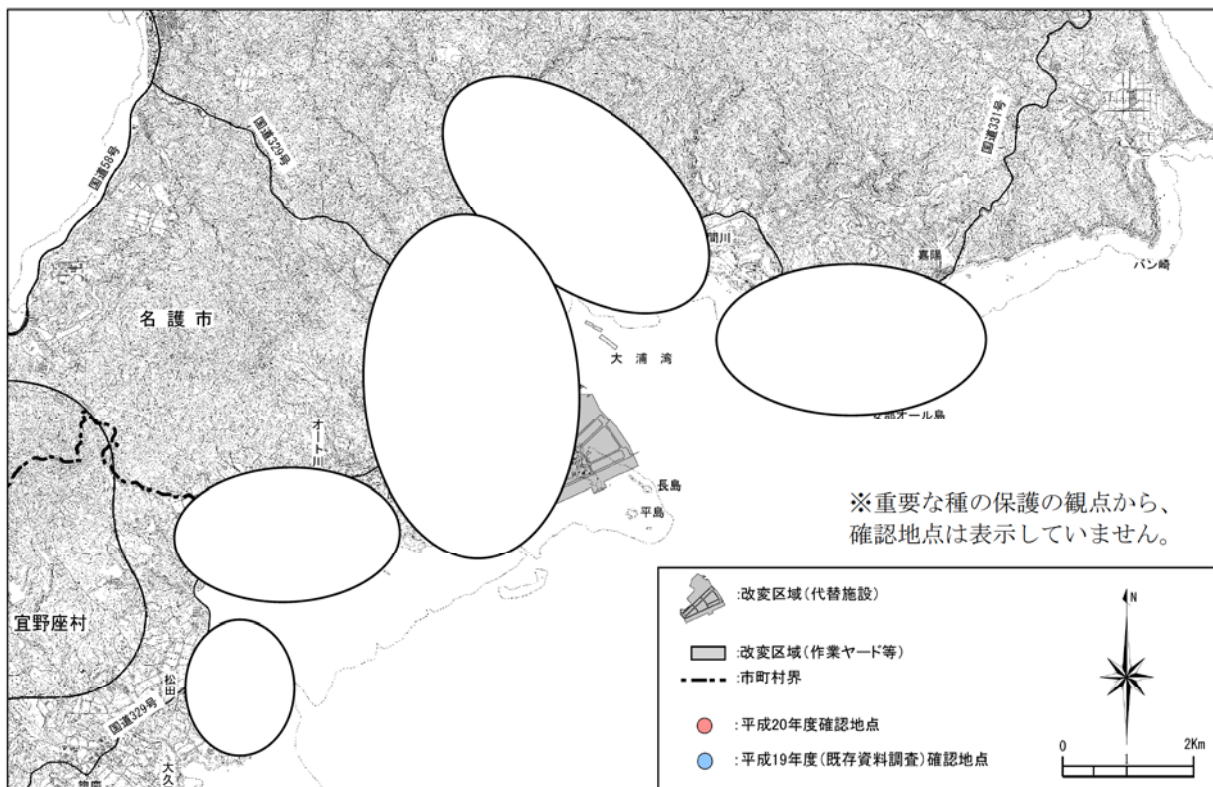 国道58号
国道329号
国道331号
間川
嘉陽
バン崎
名護市
大浦湾
オール島
オート川
長島
平島
※重要な種の保護の観点から、
確認地点は表示していません。
宜野座村
松田
国道329号
大久
:改変区域(代替施設)
:改変区域(作業ヤード等)
:市町村界
:平成20年度確認地点
:平成19年度(既存資料調査)確認地点
N
0 1 2Km